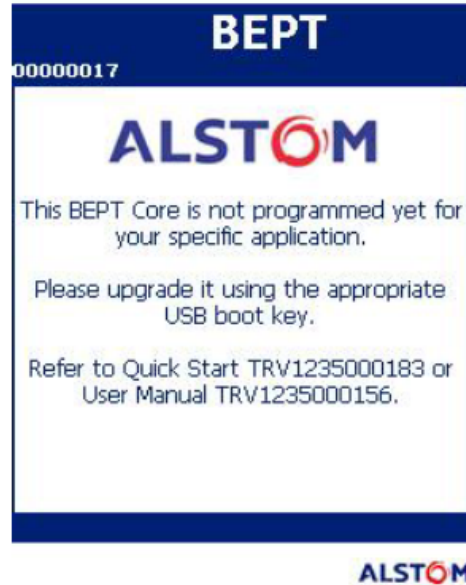 BEPT
00000017
ALSTOM
This BEPT Core is not programmed yet for
your specific application.
Please upgrade it using the appropriate
USB boot key.
Refer to Quick Start TRV1235000183 or
User Manual TRV1235000156.
ALSTOM